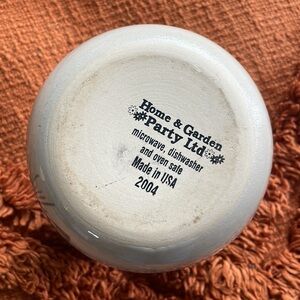 Home & Garden
Party Ltd
microwave, dishwasher
and oven safe
Made in USA
2004